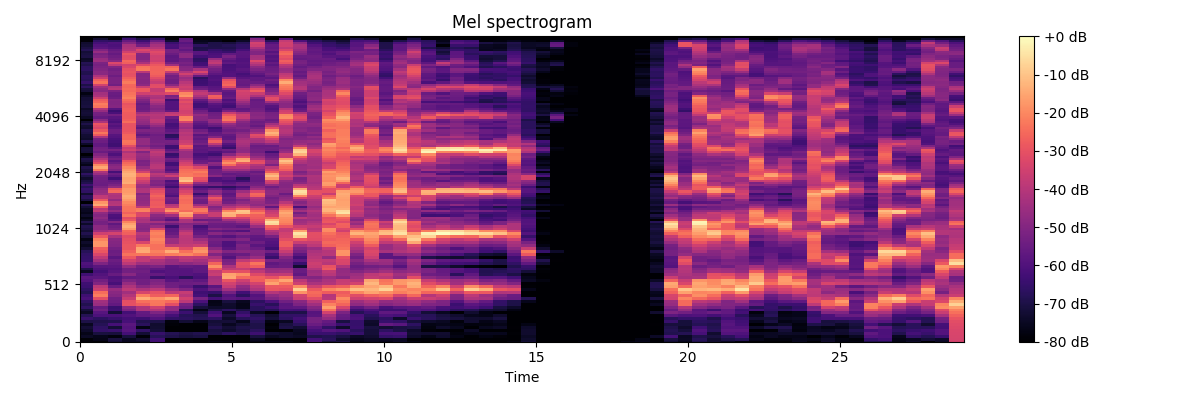 Mel spectrogram
Hz
8192
4096
2048
1024
512
0
0 5 10 15 20 25
Time
+0 dB
-10 dB
-20 dB
-30 dB
-40 dB
-50 dB
-60 dB
-70 dB
-80 dB